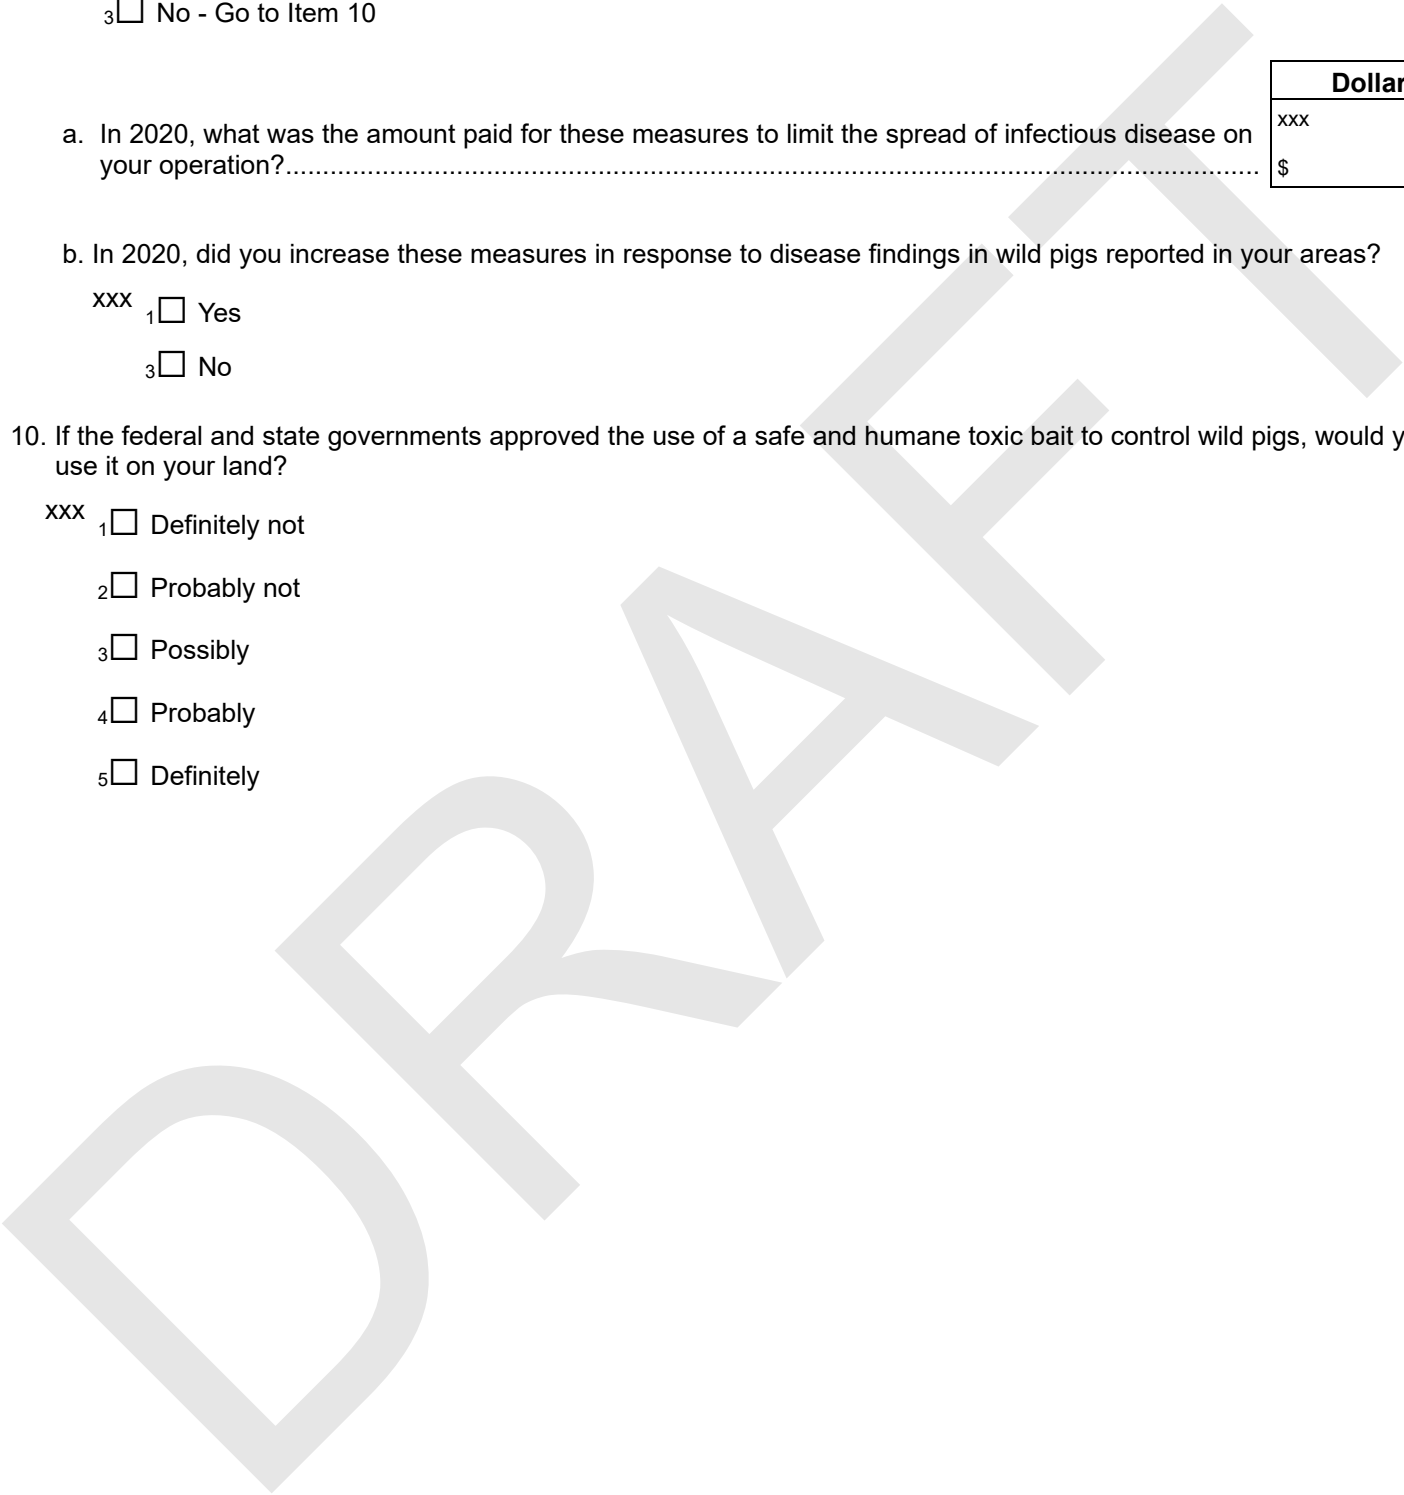 3☐ No - Go to Item 10
Dollar
a. In 2020, what was the amount paid for these measures to limit the spread of infectious disease on
xxx
your operation?........................................................................................................
$
b. In 2020, did you increase these measures in response to disease findings in wild pigs reported in your areas?
xxx 1☐ Yes
3☐ No
10. If the federal and state governments approved the use of a safe and humane toxic bait to control wild pigs, would y
use it on your land?
xxx 1☐ Definitely not
2☐ Probably not
3☐ Possibly
4☐ Probably
5☐ Definitely
DRAFT